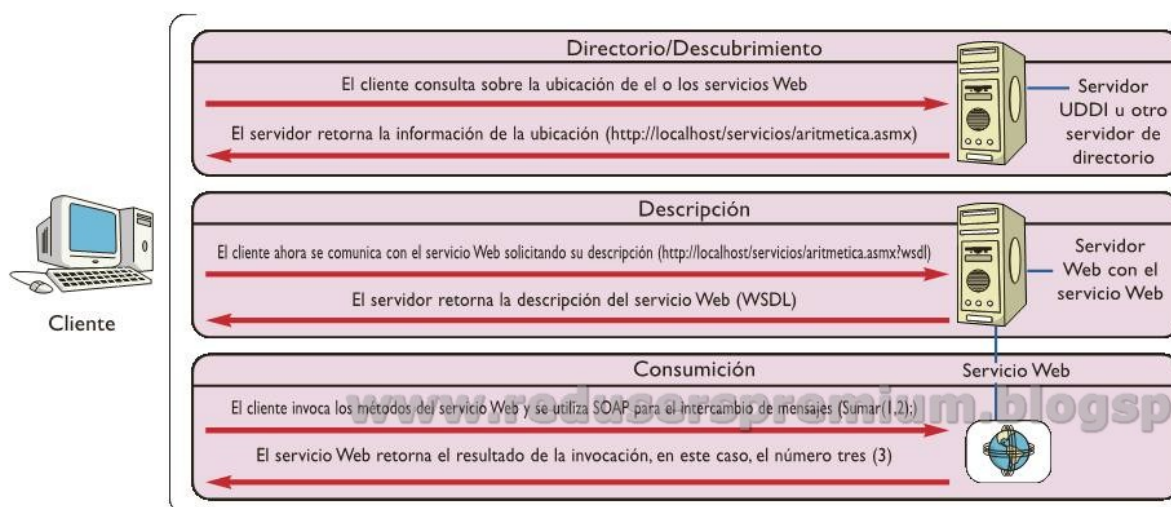 Directorio/Descubrimiento
El cliente consulta sobre la ubicación de el o los servicios Web
El servidor retorna la información de la ubicación (http://localhost/servicios/aritmetica.asmx)
Servidor
UDDI u otro
servidor de
directorio
Descripción
El cliente ahora se comunica con el servicio Web solicitando su descripción (http://localhost/servicios/aritmetica.asmx?wsdl)
El servidor retorna la descripción del servicio Web (WSDL)
Servidor
Web con el
servicio Web
Cliente
Consumición
Servicio Web
El cliente invoca los métodos del servicio Web y se utiliza SOAP para el intercambio de mensajes (Sumar(1,2);)
www.reduserspremium.blogsp
El servicio Web retorna el resultado de la invocación, en este caso, el número tres (3)